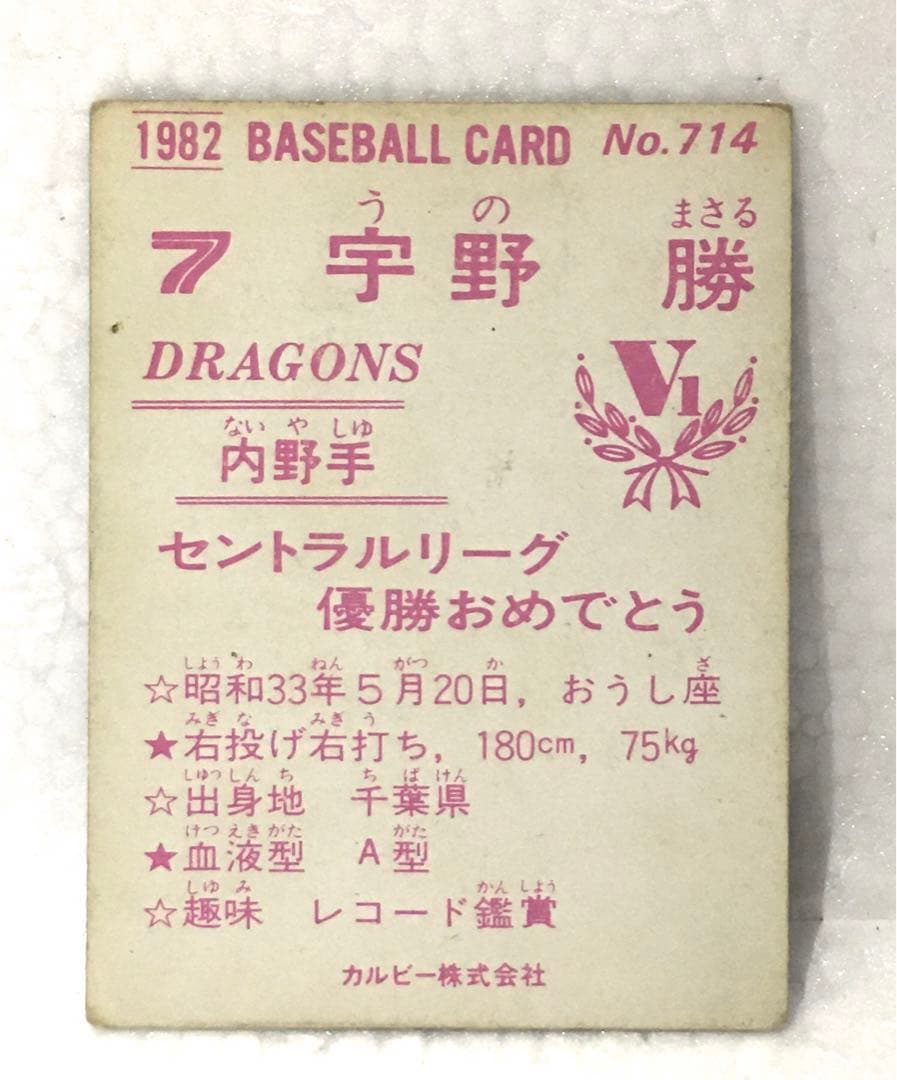 1982 BASEBALL CARD No.714
うの まさる
7 宇野 勝
DRAGONS
V1
ないやしゆ
内野手
セントラルリーグ
優勝おめでとう
しようわ ねん がつ か ざ
☆昭和33年5月20日，おうし座
みぎな みぎう
★右投げ右打ち，180cm，75kg
しゆつしんち ちばけん
☆出身地 千葉県
けつえきがた がた
★血液型 A型
しゆみ かんしよう
☆趣味 レコード鑑賞
カルビー株式会社